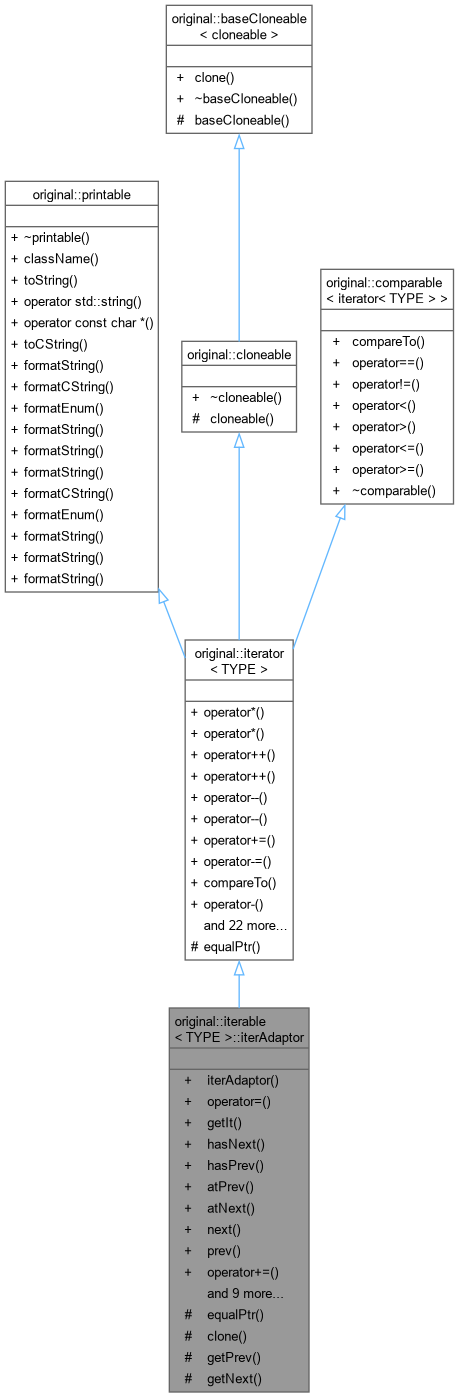 original::baseCloneable
< cloneable >
+ clone()
+ ~baseCloneable()
# baseCloneable()
original::printable
+ ~printable()
+ className()
+ toString()
+ operator std::string()
+ operator const char *()
+ toCString()
+ formatString()
+ formatCString()
+ formatEnum()
+ formatString()
+ formatString()
+ formatString()
+ formatCString()
+ formatEnum()
+ formatString()
+ formatString()
+ formatString()
original::cloneable
+ ~cloneable()
# cloneable()
original::comparable
< iterator< TYPE > >
+ compareTo()
+ operator==()
+ operator!=()
+ operator<()
+ operator>()
+ operator<=()
+ operator>=()
+ ~comparable()
original::iterator
< TYPE >
+ operator*()
+ operator*()
+ operator++()
+ operator++()
+ operator--()
+ operator--()
+ operator+=()
+ operator-=()
+ compareTo()
+ operator-()
and 22 more...
# equalPtr()
original::iterable
< TYPE >::iterAdaptor
+ iterAdaptor()
+ operator=()
+ getIt()
+ hasNext()
+ hasPrev()
+ atPrev()
+ atNext()
+ next()
+ prev()
+ operator+=()
and 9 more...
# equalPtr()
# clone()
# getPrev()
# getNext()